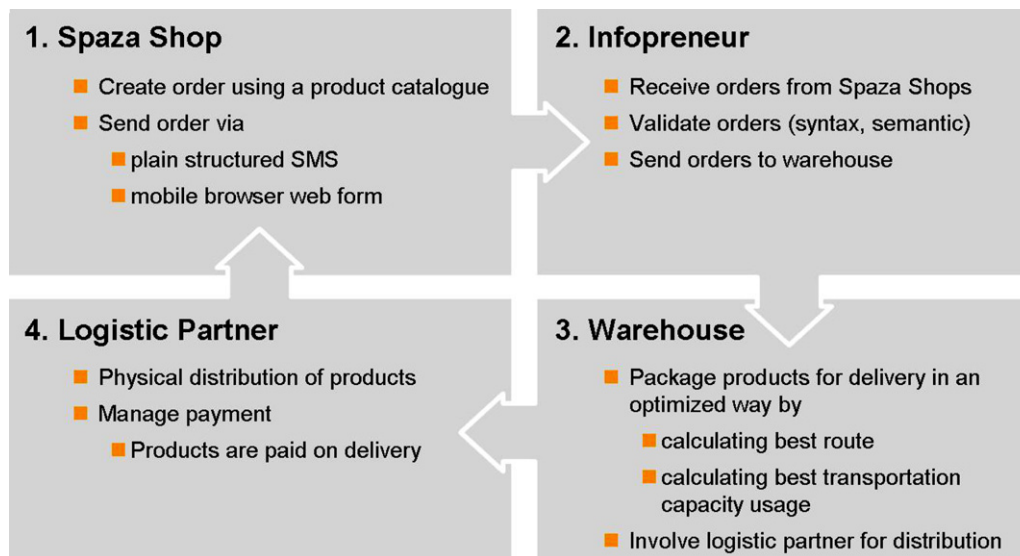 1. Spaza Shop
Create order using a product catalogue
Send order via
plain structured SMS
mobile browser web form
2. Infopreneur
Receive orders from Spaza Shops
Validate orders (syntax, semantic)
Send orders to warehouse
3. Warehouse
Package products for delivery in an
optimized way by
calculating best route
calculating best transportation
capacity usage
Involve logistic partner for distribution
4. Logistic Partner
Physical distribution of products
Manage payment
Products are paid on delivery